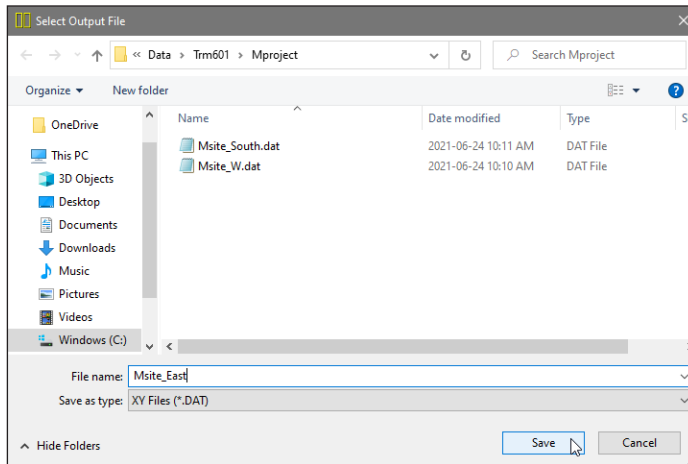 Select Output File
« Data › Trm601 › Mproject
Search Mproject
Organize
New folder
Name Date modified Type S
Msite_South.dat 2021-06-24 10:11 AM DAT File
Msite_W.dat 2021-06-24 10:10 AM DAT File
OneDrive
This PC
3D Objects
Desktop
Documents
Downloads
Music
Pictures
Videos
Windows (C:)
File name: Msite_East
Save as type: XY Files (*.DAT)
Hide Folders
Save
Cancel